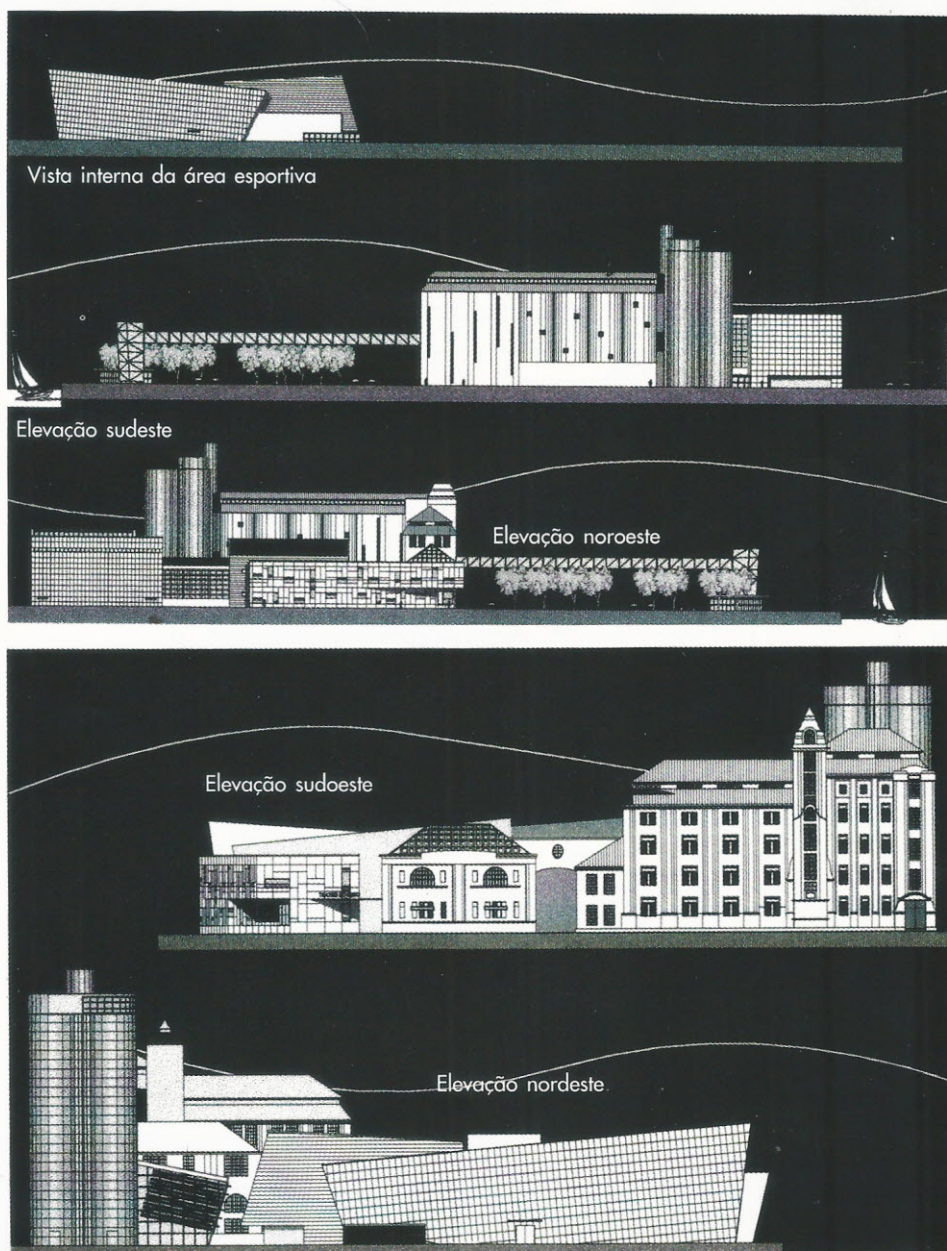 Vista interna da área esportiva
Elevação sudeste
Elevação noroeste
Elevação sudoeste
Elevação nordeste